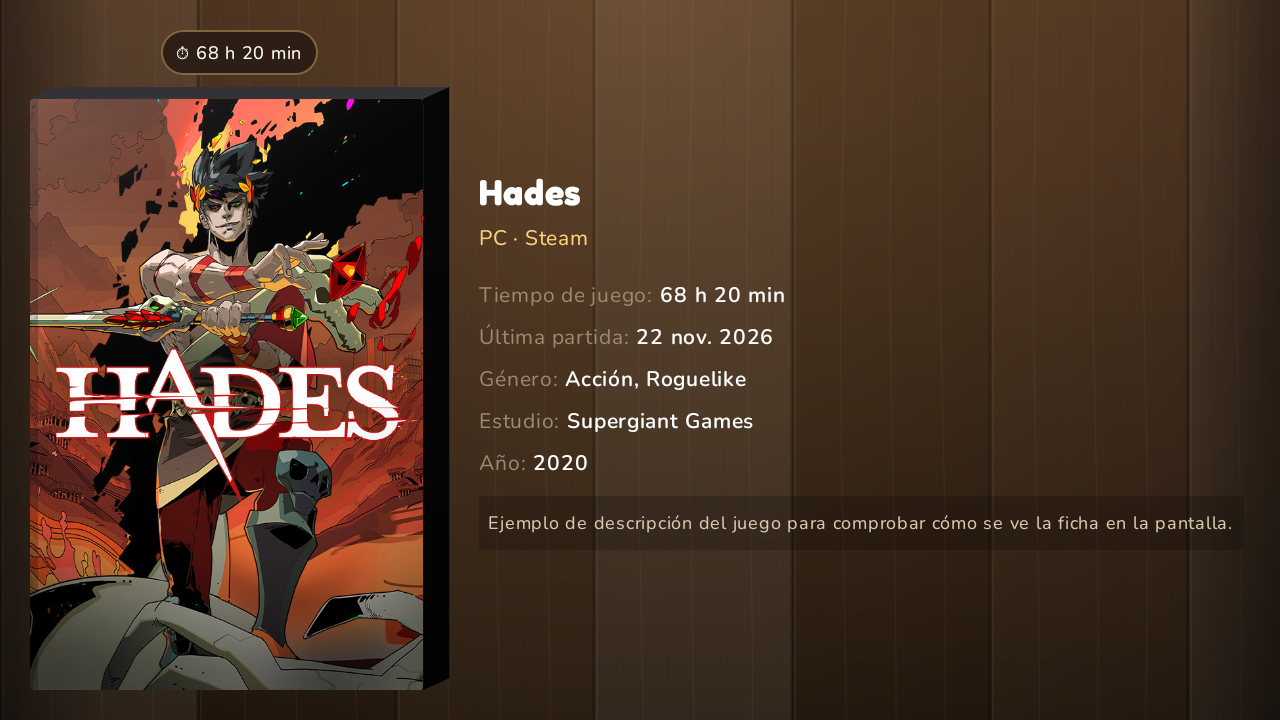 ⏱ 68 h 20 min
HADES
Hades
PC · Steam
Tiempo de juego: 68 h 20 min
Última partida: 22 nov. 2026
Género: Acción, Roguelike
Estudio: Supergiant Games
Año: 2020
Ejemplo de descripción del juego para comprobar cómo se ve la ficha en la pantalla.